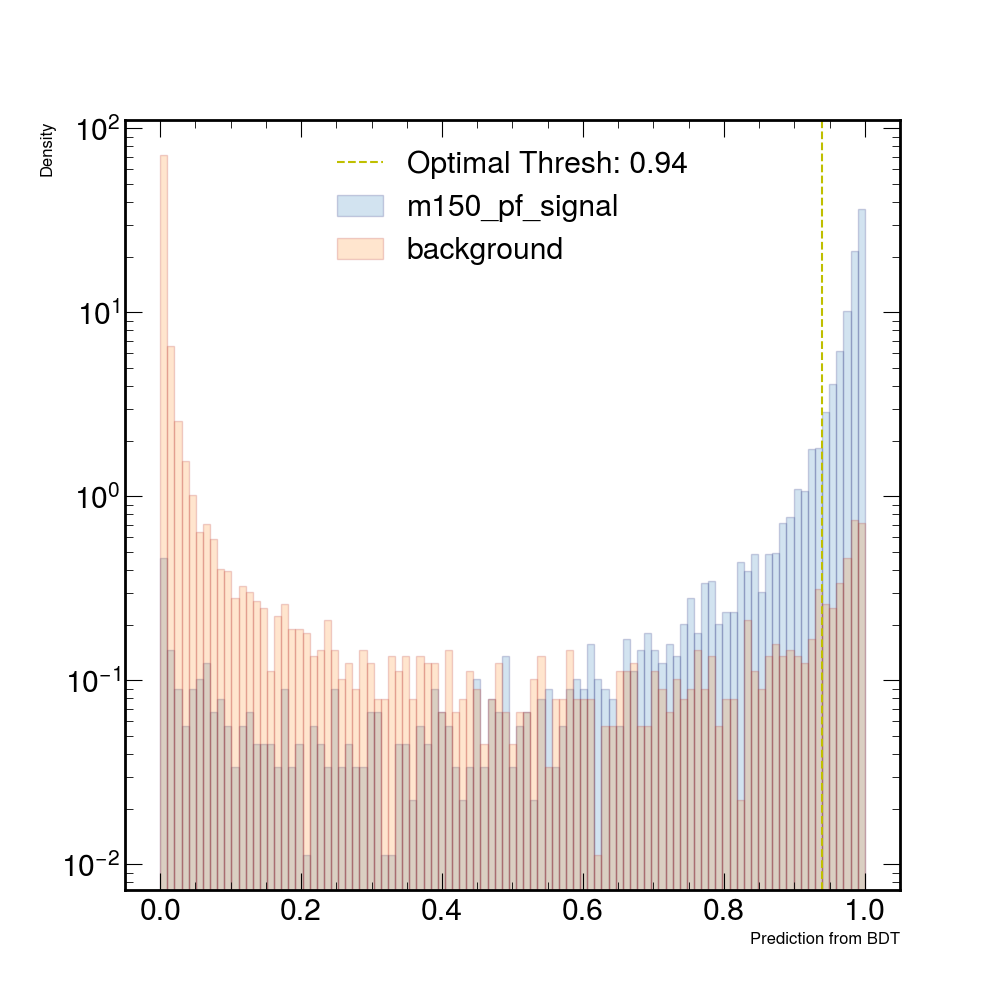 Density
10²
10¹
10⁰
10⁻¹
10⁻²
Optimal Thresh: 0.94
m150_pf_signal
background
0.0 0.2 0.4 0.6 0.8 1.0
Prediction from BDT